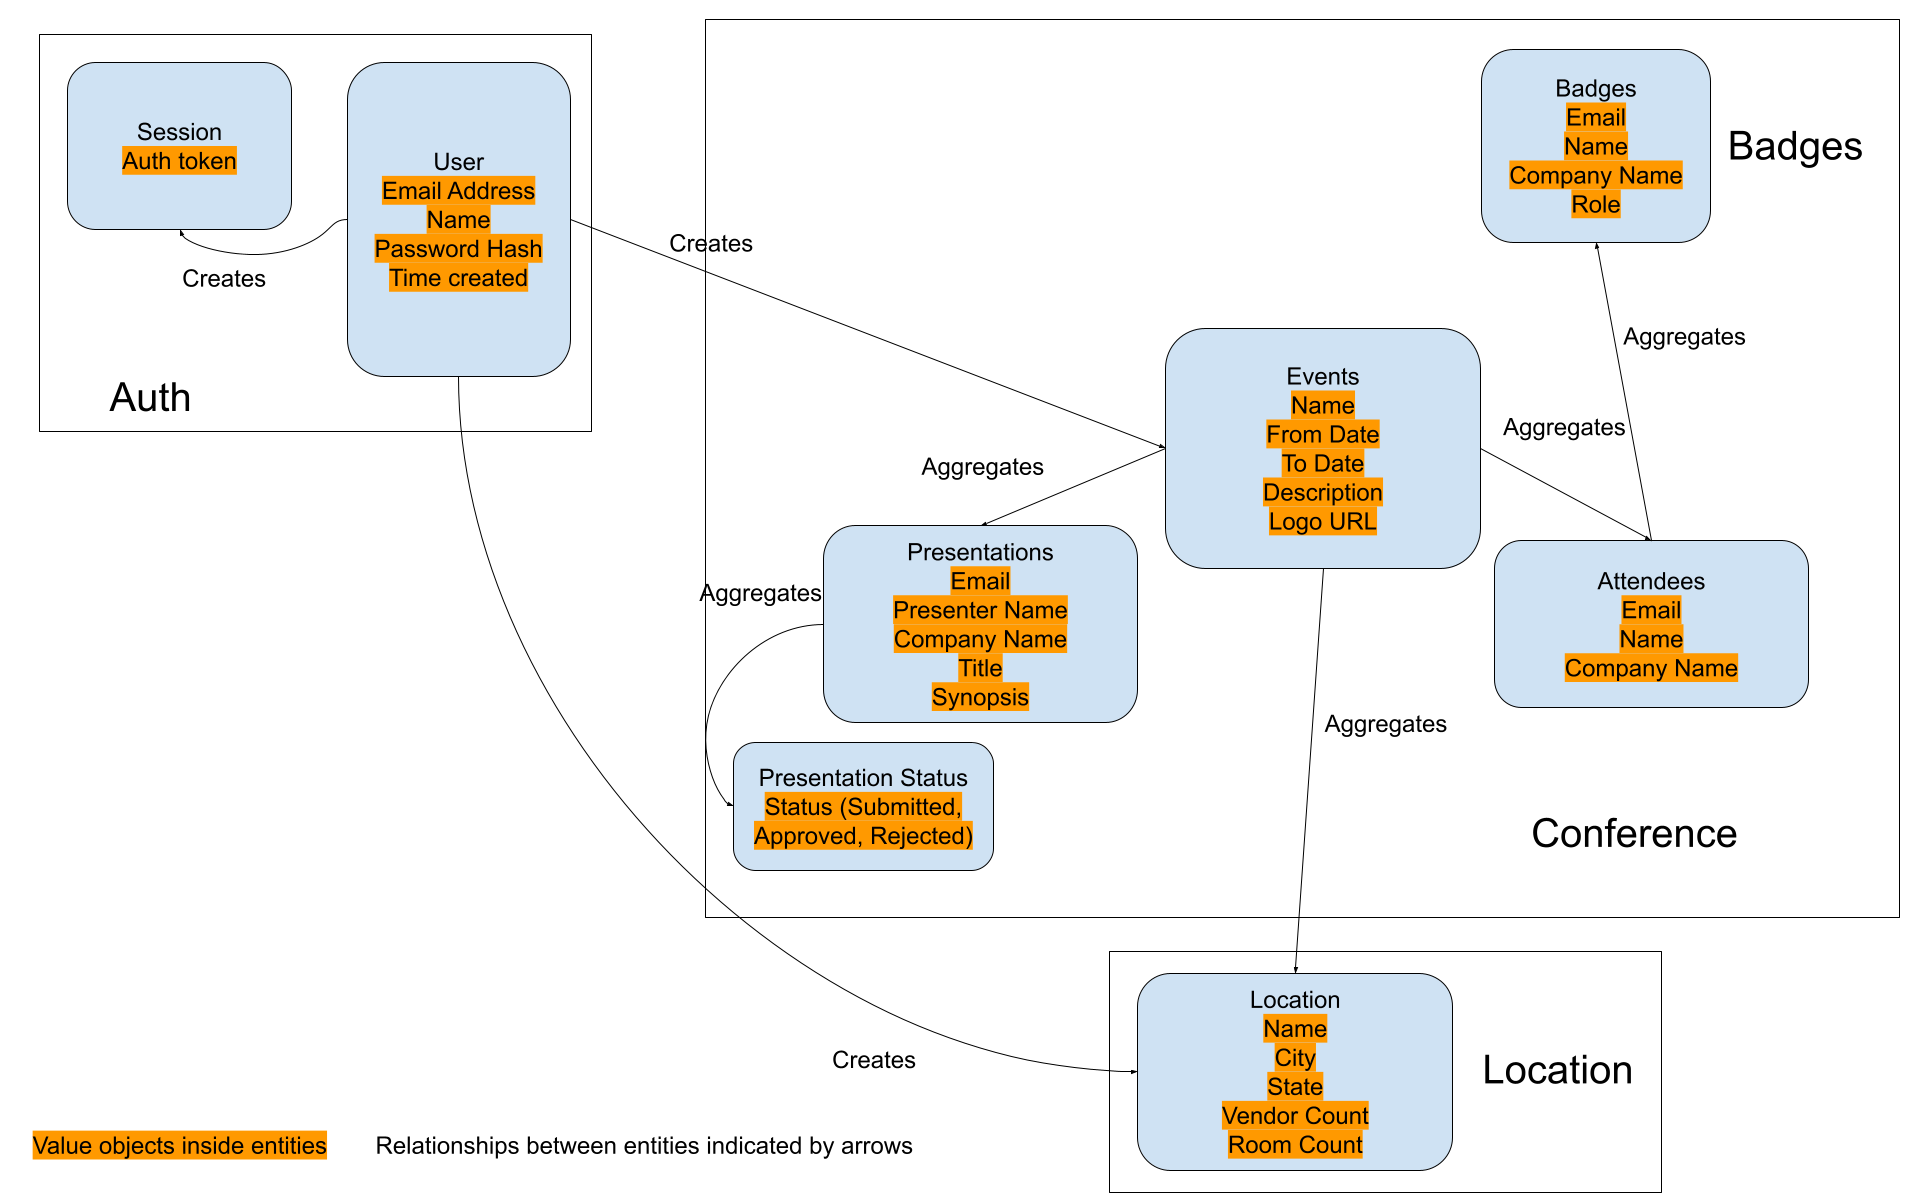 Session
Auth token
User
Email Address
Name
Password Hash
Time created
Creates
Auth
Creates
Badges
Email
Name
Company Name
Role
Badges
Aggregates
Events
Name
From Date
To Date
Description
Logo URL
Aggregates
Aggregates
Presentations
Email
Presenter Name
Company Name
Title
Synopsis
Aggregates
Attendees
Email
Name
Company Name
Aggregates
Presentation Status
Status (Submitted,
Approved, Rejected)
Conference
Location
Name
City
State
Vendor Count
Room Count
Location
Creates
Value objects inside entities
Relationships between entities indicated by arrows